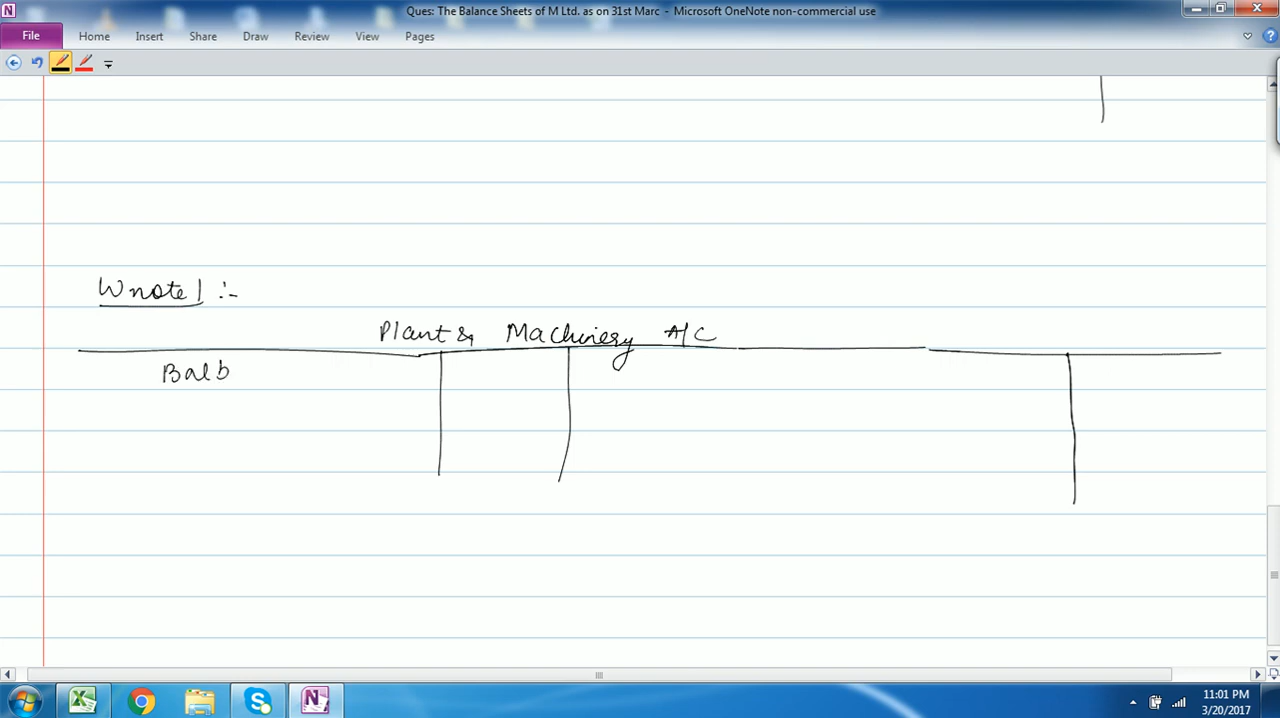 Ques: The Balance Sheets of M Ltd. as on 31st Marc - Microsoft OneNote non-commercial use
File Home Insert Share Draw Review View Pages
W note 1 :-
Plant & Machinery A/C
Bal b
11:01 PM
3/20/2017